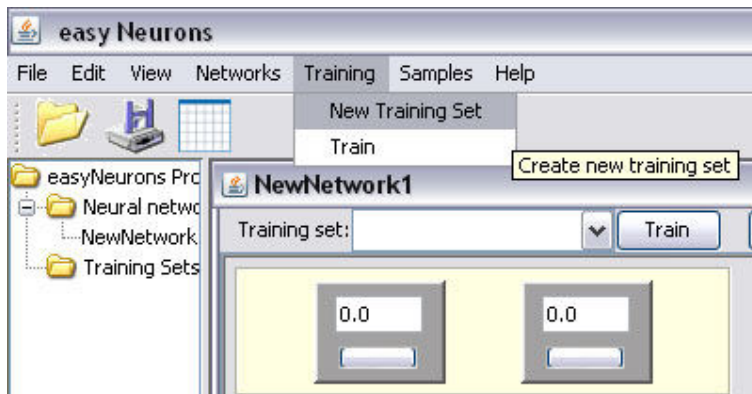 easy Neurons
File Edit View Networks Training Samples Help
New Training Set
Train
Create new training set
easyNeurons Prc
Neural netwo
NewNetwork
Training Sets
NewNetwork1
Training set: Train
0.0 0.0